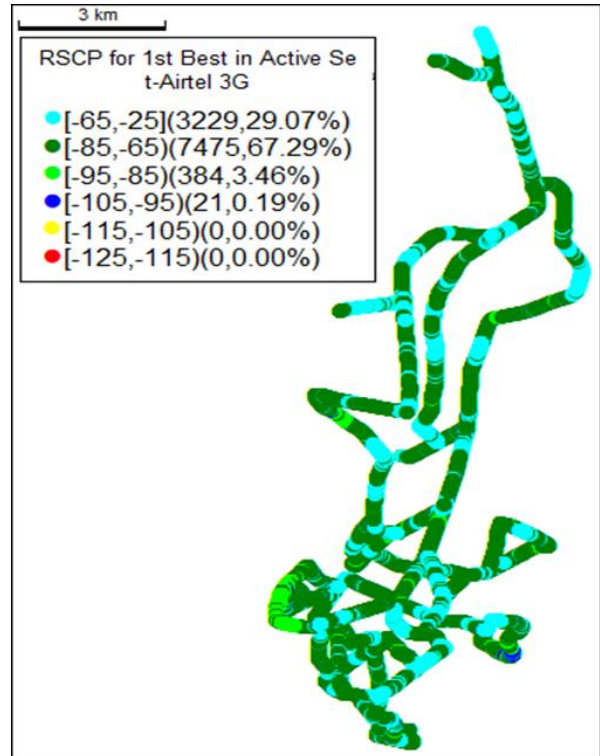 3 km
RSCP for 1st Best in Active Se
t-Airtel 3G
[-65,-25](3229,29.07%)
[-85,-65)(7475,67.29%)
[-95,-85)(384,3.46%)
[-105,-95)(21,0.19%)
[-115,-105)(0,0.00%)
[-125,-115)(0,0.00%)